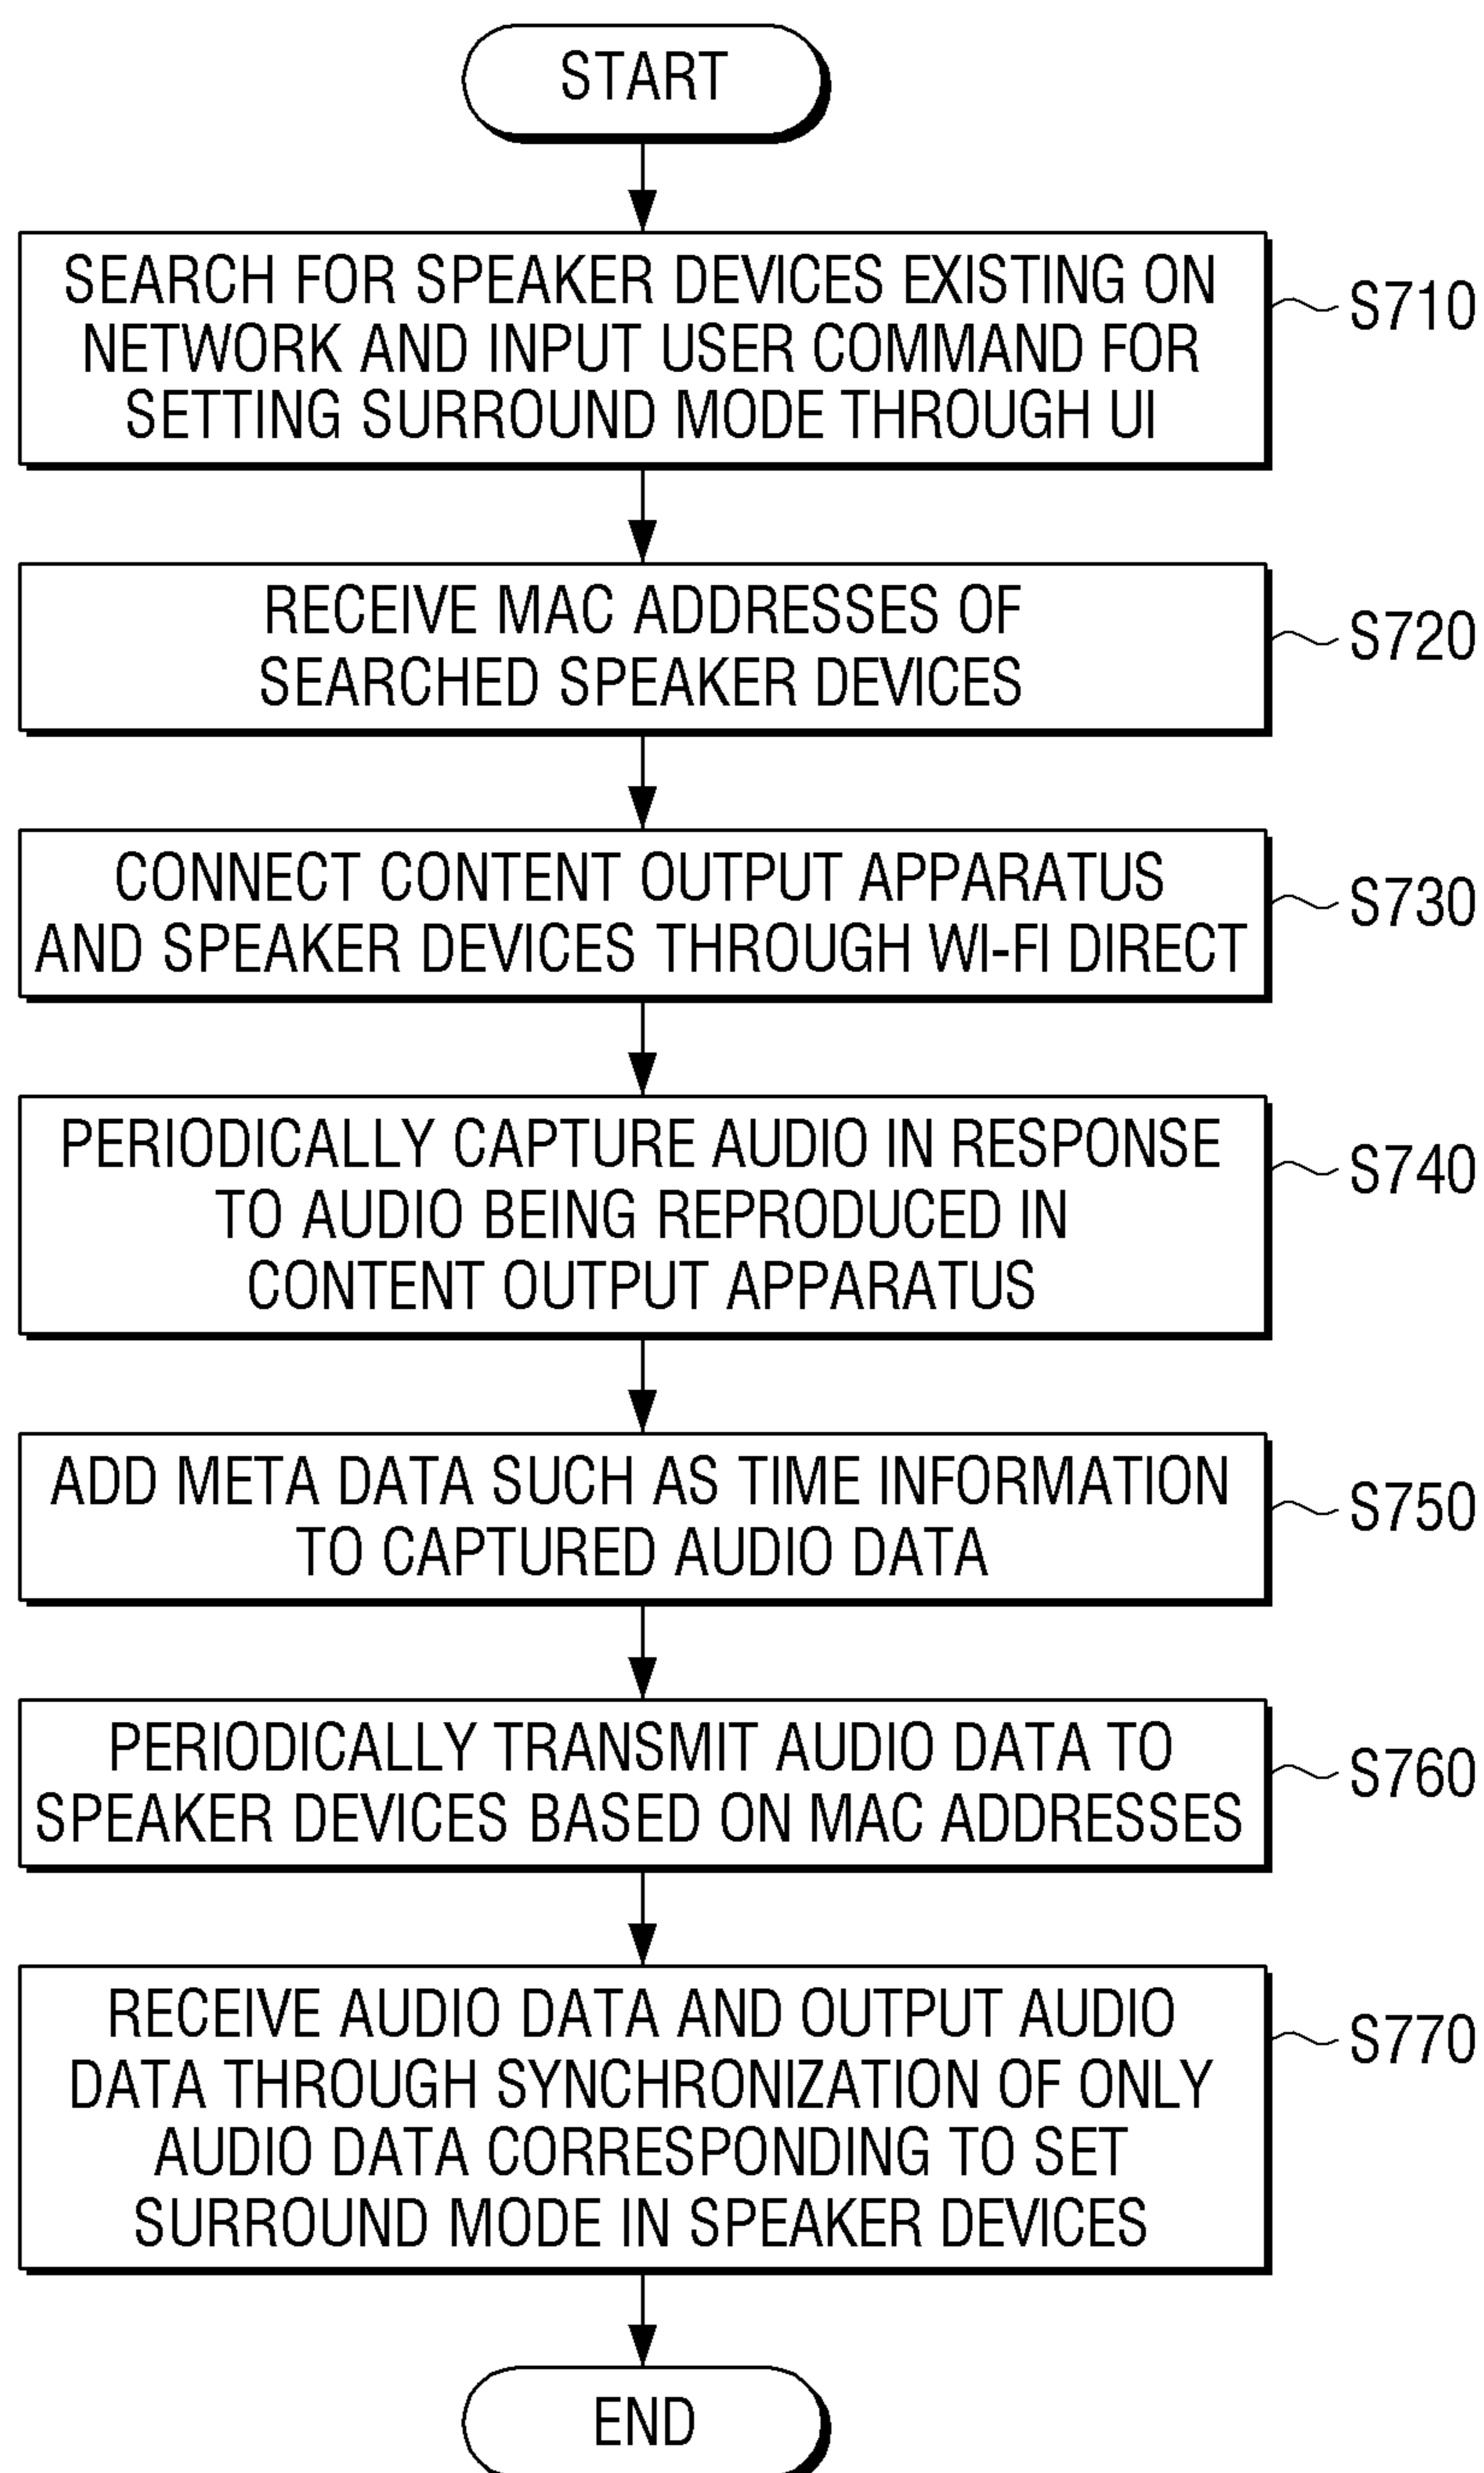 START
SEARCH FOR SPEAKER DEVICES EXISTING ON
NETWORK AND INPUT USER COMMAND FOR
SETTING SURROUND MODE THROUGH UI
S710
RECEIVE MAC ADDRESSES OF
SEARCHED SPEAKER DEVICES
S720
CONNECT CONTENT OUTPUT APPARATUS
AND SPEAKER DEVICES THROUGH WI-FI DIRECT
S730
PERIODICALLY CAPTURE AUDIO IN RESPONSE
TO AUDIO BEING REPRODUCED IN
CONTENT OUTPUT APPARATUS
S740
ADD META DATA SUCH AS TIME INFORMATION
TO CAPTURED AUDIO DATA
S750
PERIODICALLY TRANSMIT AUDIO DATA TO
SPEAKER DEVICES BASED ON MAC ADDRESSES
S760
RECEIVE AUDIO DATA AND OUTPUT AUDIO
DATA THROUGH SYNCHRONIZATION OF ONLY
AUDIO DATA CORRESPONDING TO SET
SURROUND MODE IN SPEAKER DEVICES
S770
END